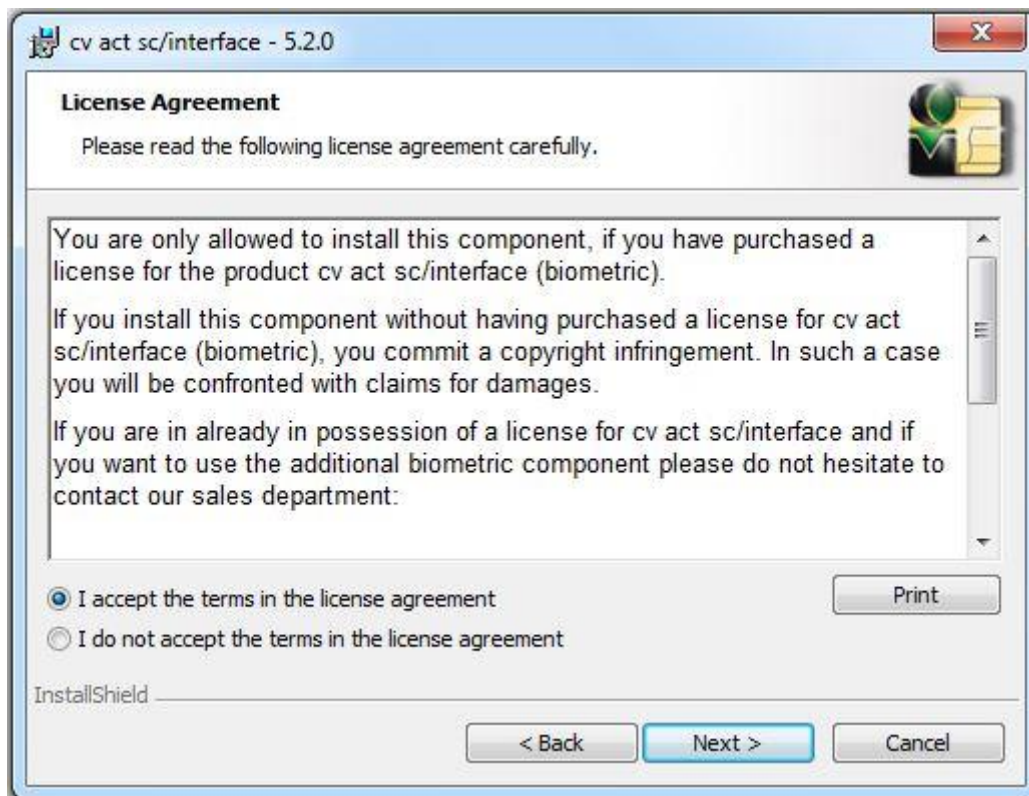 cv act sc/interface - 5.2.0
License Agreement
Please read the following license agreement carefully.
You are only allowed to install this component, if you have purchased a
license for the product cv act sc/interface (biometric).
If you install this component without having purchased a license for cv act
sc/interface (biometric), you commit a copyright infringement. In such a case
you will be confronted with claims for damages.
If you are in already in possession of a license for cv act sc/interface and if
you want to use the additional biometric component please do not hesitate to
contact our sales department:
I accept the terms in the license agreement
Print
I do not accept the terms in the license agreement
InstallShield
< Back
Next >
Cancel